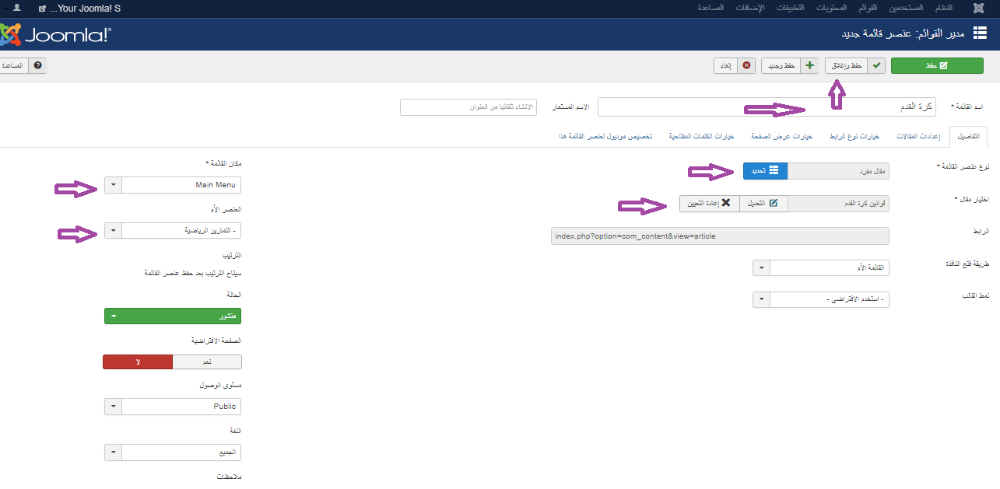 النظام المستخدمين القوائم المحتويات التطبيقات الإضافات المساعدة Your Joomla! S...
مدير القوائم: عنصر قائمة جديد Joomla!®
حفظ حفظ وإغلاق حفظ وجديد إلغاء المساعدة
اسم القائمة * كرة القدم الاسم المستعار الانشاء تلقائيا من العنوان
التفاصيل إعدادات المقالات خيارات نوع الرابط خيارات عرض الصفحة خيارات الكلمات المفتاحية تخصيص موديول لعنصر القائمة هذا
نوع عنصر القائمة * مقال مفرد تحديد
اختيار مقال * قوانين كرة القدم التعديل إعادة التعيين
الرابط index.php?option=com_content&view=article
طريقة فتح النافذة القائمة الأم
نمط القالب - استخدم الافتراضي -
مكان القائمة *
Main Menu
العنصر الأم
- التمارين الرياضية
الترتيب
سيتاح الترتيب بعد حفظ عنصر القائمة
الحالة
منشور
الصفحة الافتراضية
نعم لا
مستوى الوصول
Public
اللغة
الجميع
ملاحظات